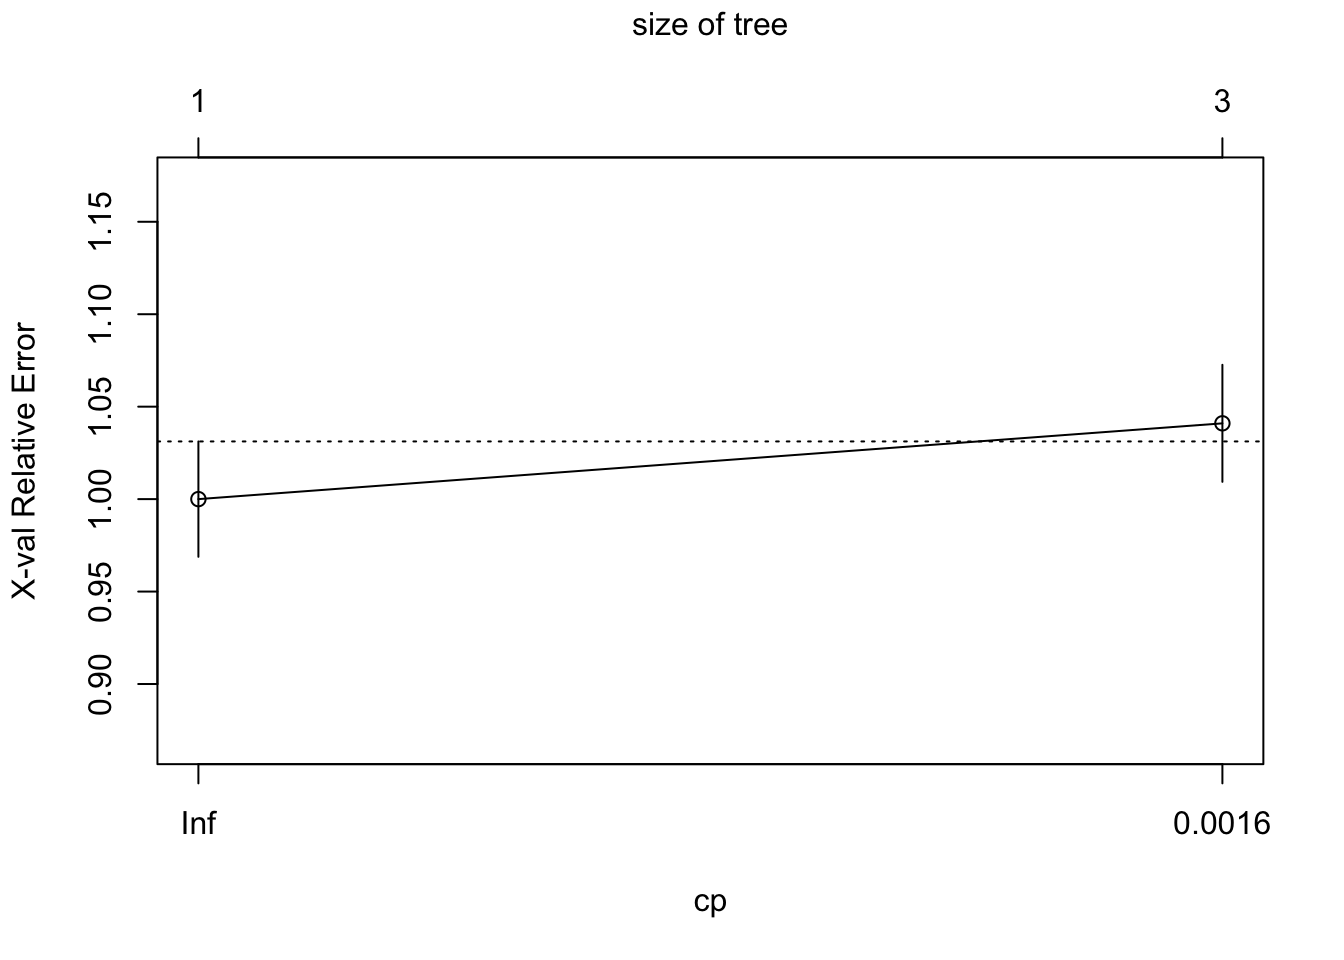 size of tree
1 3
X-val Relative Error
1.15
1.10
1.05
1.00
0.95
0.90
Inf 0.0016
cp